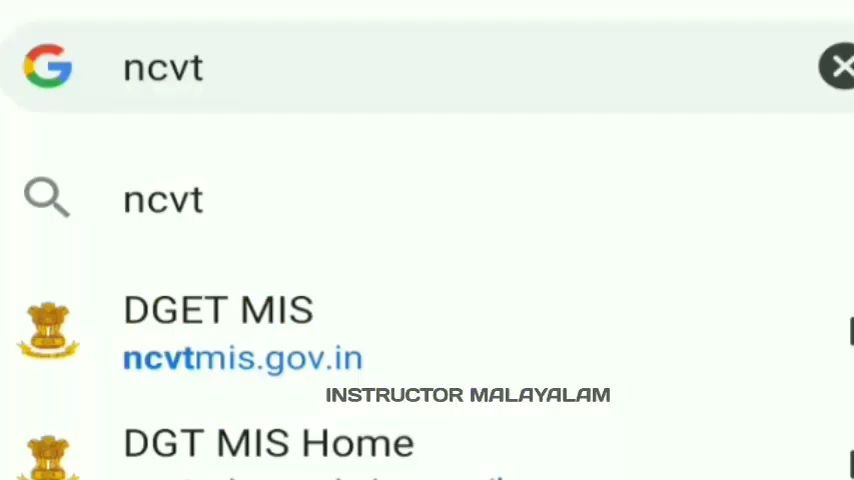 ncvt
ncvt
DGET MIS
ncvtmis.gov.in
INSTRUCTOR MALAYALAM
DGT MIS Home